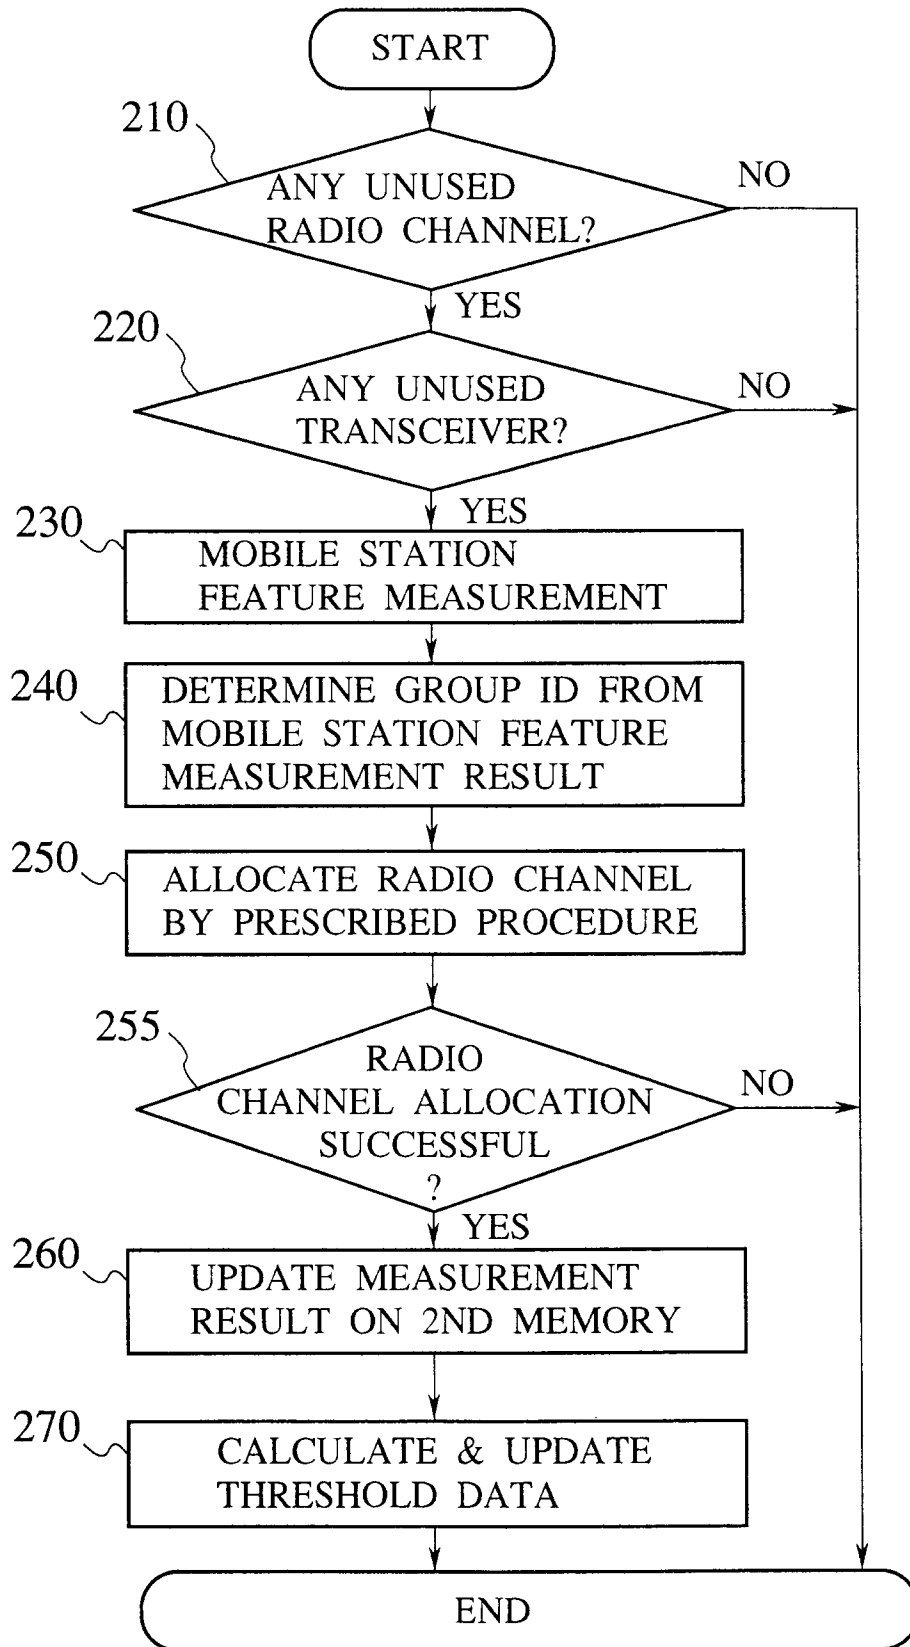 START
210
ANY UNUSED
RADIO CHANNEL?
NO
YES
220
ANY UNUSED
TRANSCEIVER?
NO
YES
230
MOBILE STATION
FEATURE MEASUREMENT
240
DETERMINE GROUP ID FROM
MOBILE STATION FEATURE
MEASUREMENT RESULT
250
ALLOCATE RADIO CHANNEL
BY PRESCRIBED PROCEDURE
255
RADIO
CHANNEL ALLOCATION
SUCCESSFUL
?
NO
YES
260
UPDATE MEASUREMENT
RESULT ON 2ND MEMORY
270
CALCULATE & UPDATE
THRESHOLD DATA
END